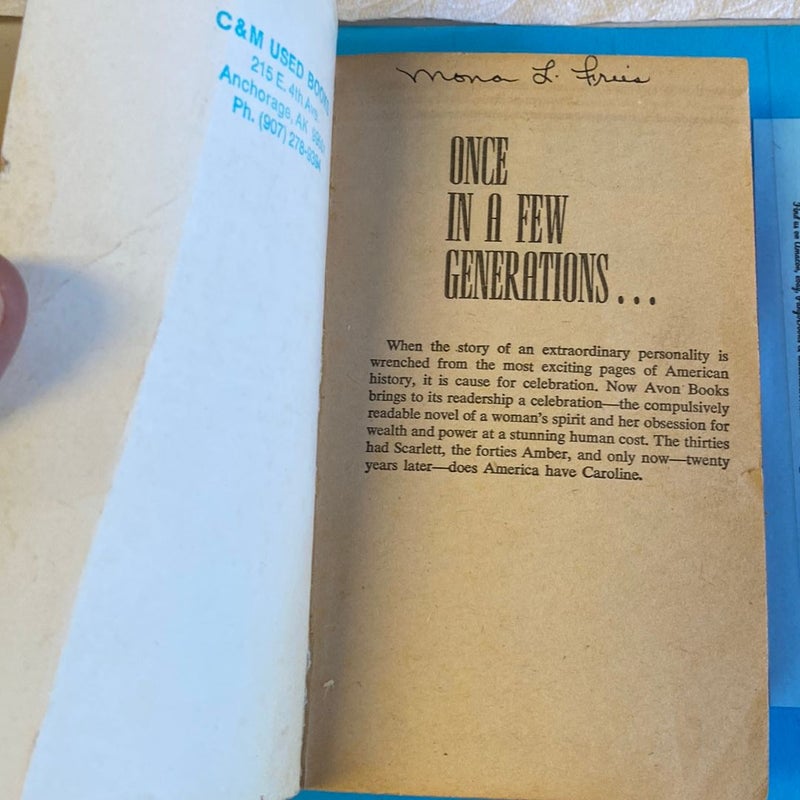 C&M USED BOOKS
215 E. 4th Ave.
Anchorage, AK
Ph. (907) 278-9394
Mona L. Fries
ONCE
IN A FEW
GENERATIONS...
When the story of an extraordinary personality is
wrenched from the most exciting pages of American
history, it is cause for celebration. Now Avon Books
brings to its readership a celebration—the compulsively
readable novel of a woman's spirit and her obsession for
wealth and power at a stunning human cost. The thirties
had Scarlett, the forties Amber, and only now—twenty
years later—does America have Caroline.